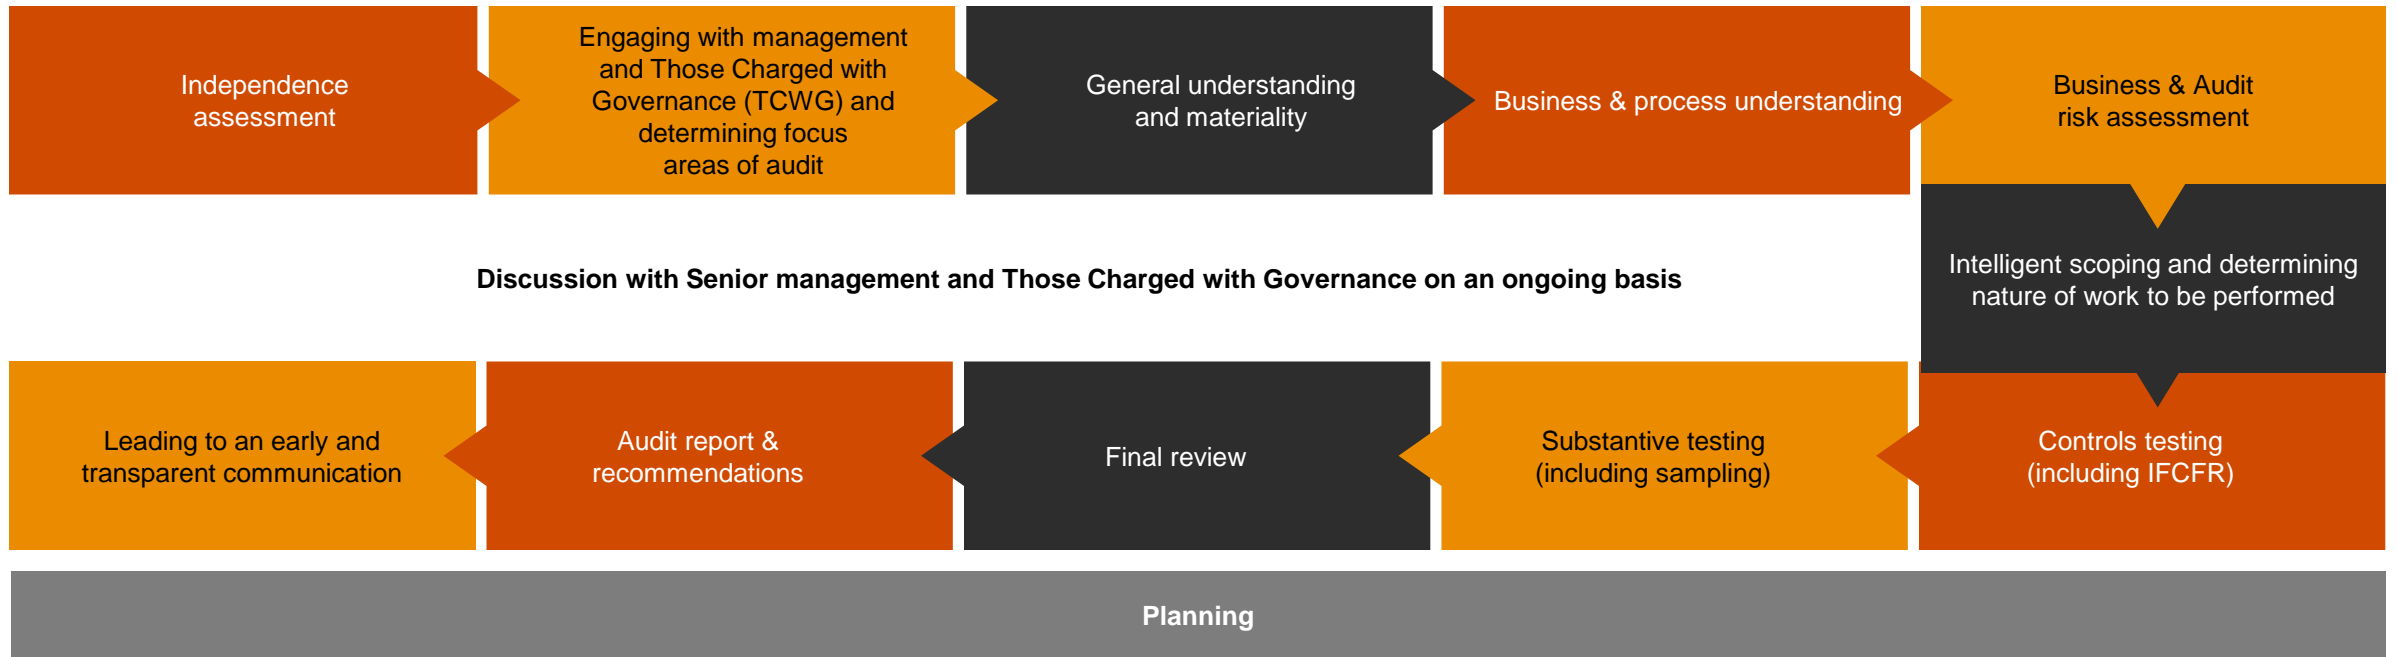 Independence
assessment
Engaging with management
and Those Charged with
Governance (TCWG) and
determining focus
areas of audit
General understanding
and materiality
Business & process understanding
Business & Audit
risk assessment
Discussion with Senior management and Those Charged with Governance on an ongoing basis
Intelligent scoping and determining
nature of work to be performed
Leading to an early and
transparent communication
Audit report &
recommendations
Final review
Substantive testing
(including sampling)
Controls testing
(including IFCFR)
Planning